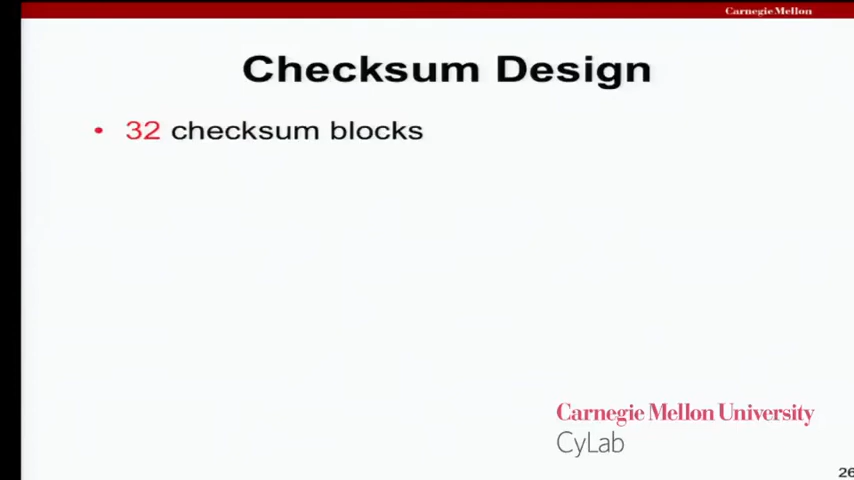 Carnegie Mellon
Checksum Design
• 32 checksum blocks
Carnegie Mellon University
CyLab
26